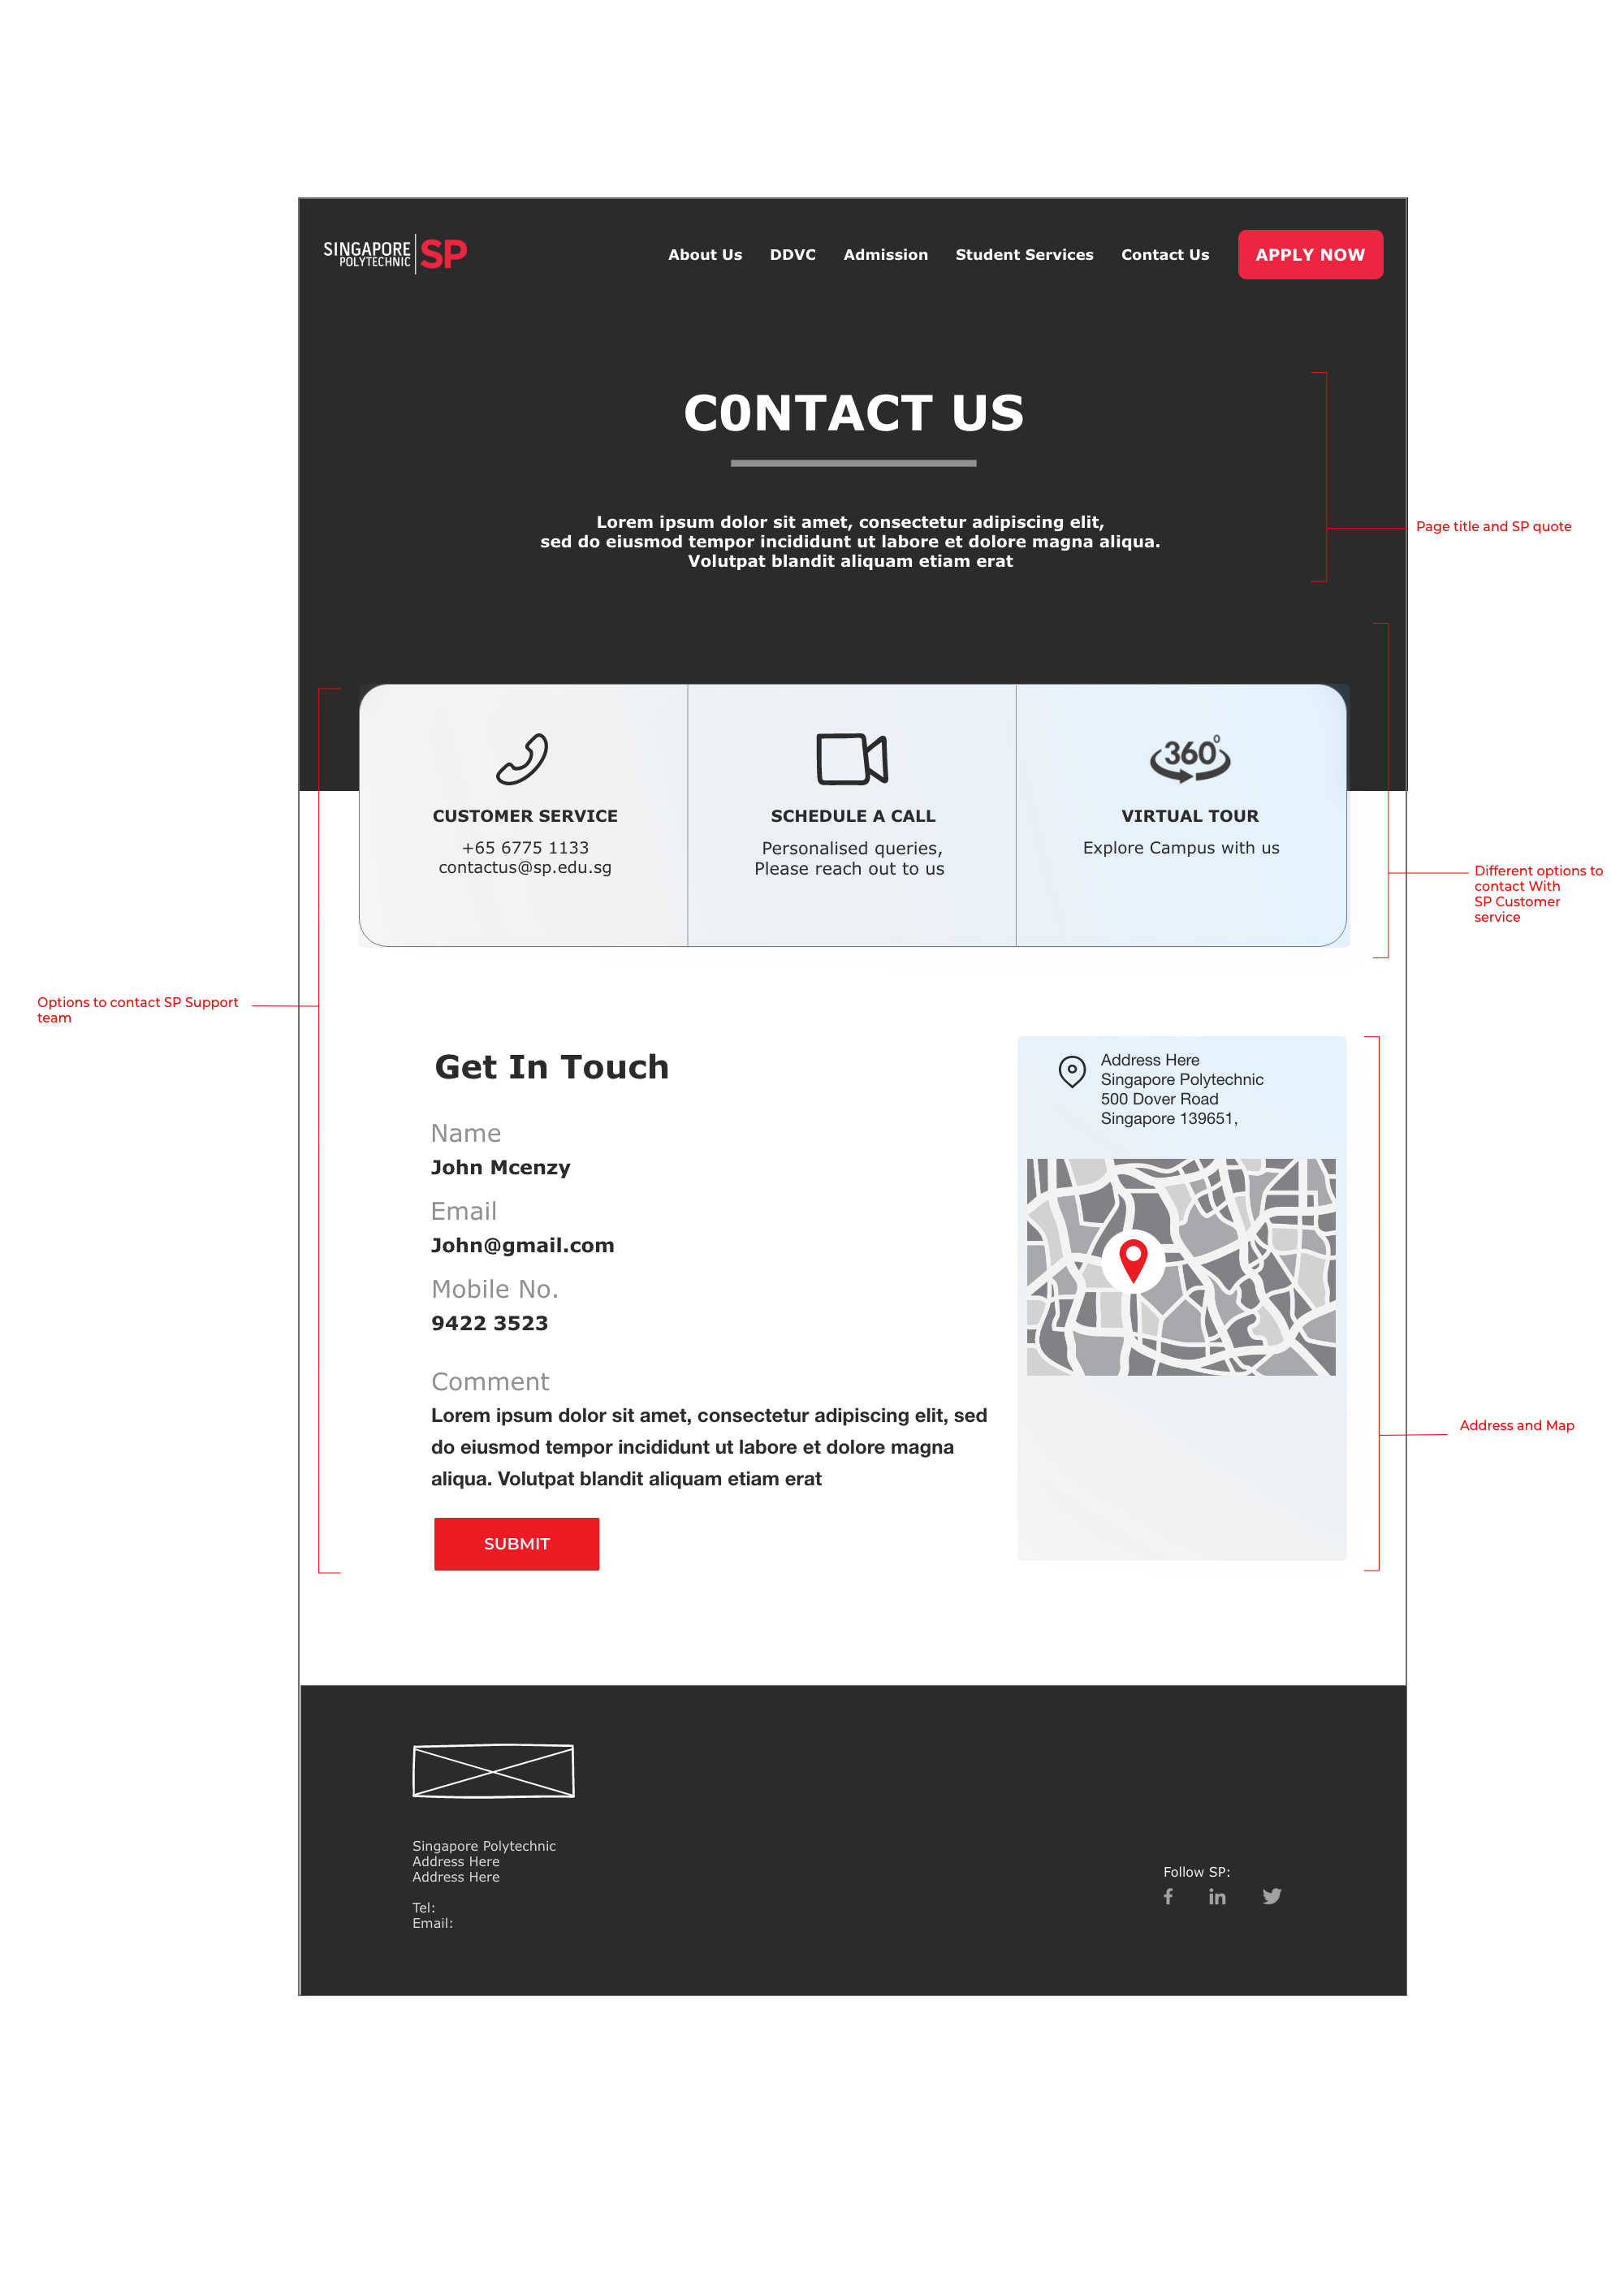 SINGAPORE
POLYTECHNIC
SP
About Us
DDVC
Admission
Student Services
Contact Us
APPLY NOW
C0NTACT US
Lorem ipsum dolor sit amet, consectetur adipiscing elit,
sed do eiusmod tempor incididunt ut labore et dolore magna aliqua.
Volutpat blandit aliquam etiam erat
Page title and SP quote
CUSTOMER SERVICE
+65 6775 1133
contactus@sp.edu.sg
SCHEDULE A CALL
Personalised queries,
Please reach out to us
360°
VIRTUAL TOUR
Explore Campus with us
Different options to
contact With
SP Customer
service
Options to contact SP Support
team
Get In Touch
Name
John Mcenzy
Email
John@gmail.com
Mobile No.
9422 3523
Comment
Lorem ipsum dolor sit amet, consectetur adipiscing elit, sed
do eiusmod tempor incididunt ut labore et dolore magna
aliqua. Volutpat blandit aliquam etiam erat
SUBMIT
Address Here
Singapore Polytechnic
500 Dover Road
Singapore 139651,
Address and Map
Singapore Polytechnic
Address Here
Address Here
Tel:
Email:
Follow SP:
f
in